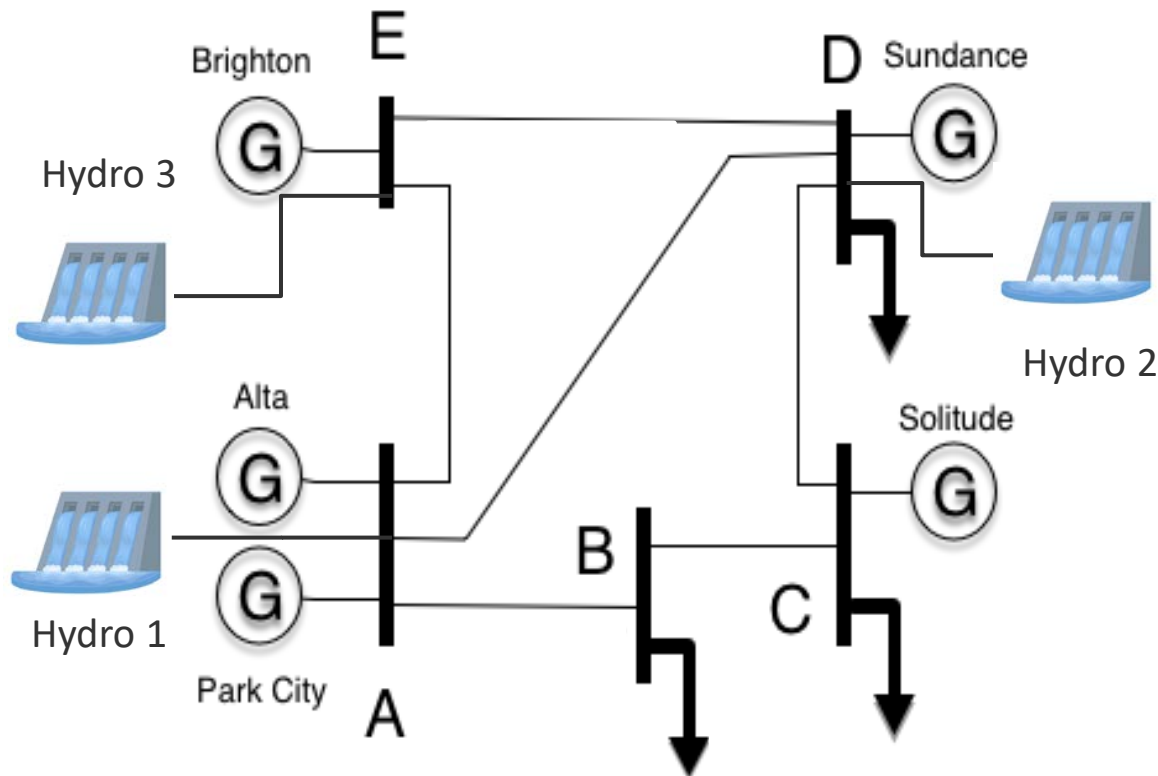 E
D
Brighton
Sundance
G
G
Hydro 3
Hydro 2
Alta
Solitude
G
G
B
G
C
Hydro 1
Park City
A